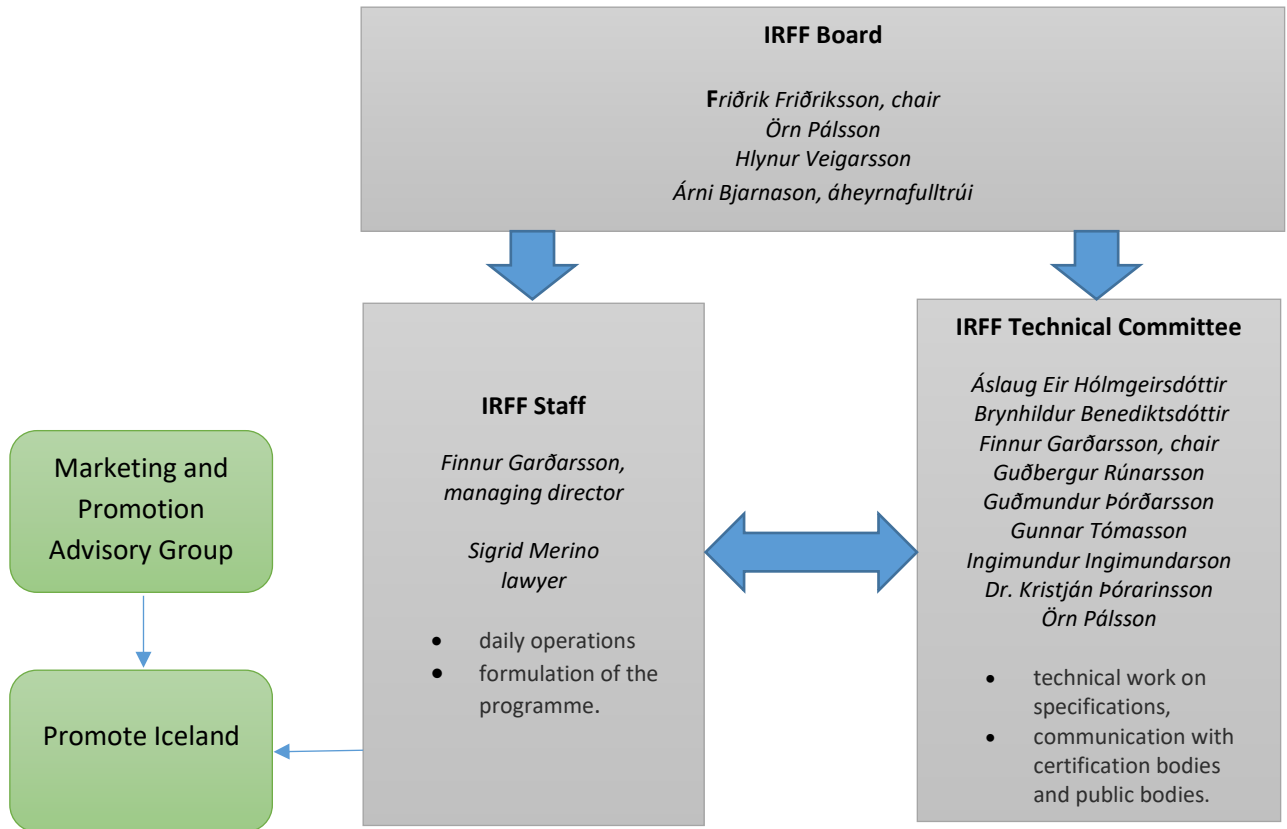 IRFF Board
Friðrik Friðriksson, chair
Örn Pálsson
Hlynur Veigarsson
Árni Bjarnason, áheyrnafulltrúi
IRFF Staff
Finnur Garðarsson,
managing director
Sigrid Merino
lawyer
• daily operations
• formulation of the
programme.
IRFF Technical Committee
Áslaug Eir Hólmgeirsdóttir
Brynhildur Benediktsdóttir
Finnur Garðarsson, chair
Guðbergur Rúnarsson
Guðmundur Þórðarsson
Gunnar Tómasson
Ingimundur Ingimundarson
Dr. Kristján Þórarinsson
Örn Pálsson
• technical work on
specifications,
• communication with
certification bodies
and public bodies.
Marketing and
Promotion
Advisory Group
Promote Iceland